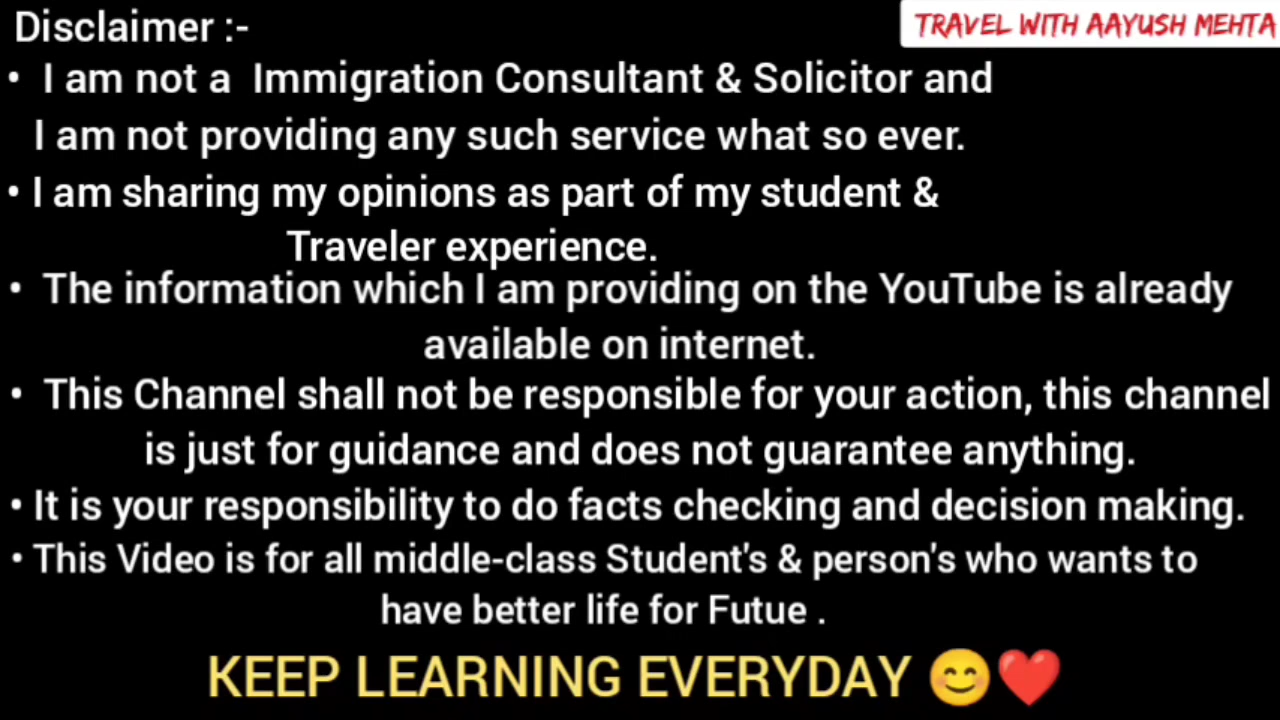 Disclaimer :-
TRAVEL WITH AAYUSH MEHTA
• I am not a Immigration Consultant & Solicitor and
I am not providing any such service what so ever.
• I am sharing my opinions as part of my student &
Traveler experience.
• The information which I am providing on the YouTube is already
available on internet.
• This Channel shall not be responsible for your action, this channel
is just for guidance and does not guarantee anything.
• It is your responsibility to do facts checking and decision making.
• This Video is for all middle-class Student's & person's who wants to
have better life for Futue .
KEEP LEARNING EVERYDAY 😊❤️